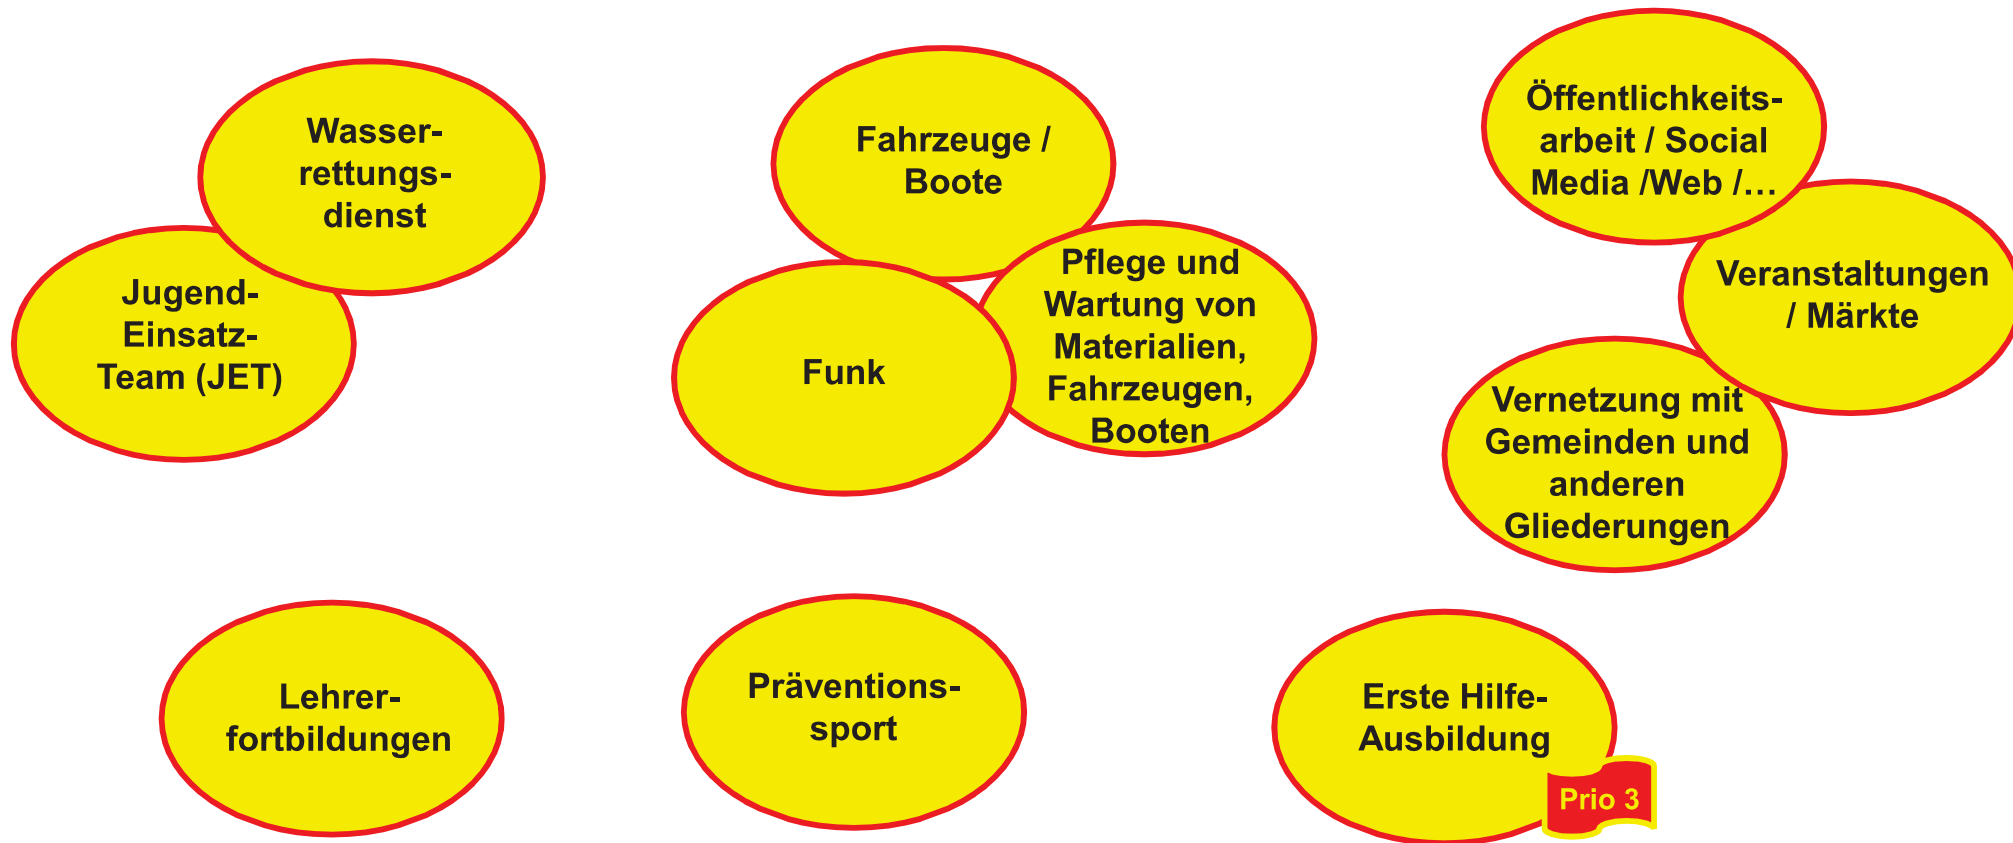 Wasser-
rettungs-
dienst
Jugend-
Einsatz-
Team (JET)
Fahrzeuge /
Boote
Pflege und
Wartung von
Materialien,
Fahrzeugen,
Booten
Funk
Öffentlichkeits-
arbeit / Social
Media /Web /…
Veranstaltungen
/ Märkte
Vernetzung mit
Gemeinden und
anderen
Gliederungen
Lehrer-
fortbildungen
Präventions-
sport
Erste Hilfe-
Ausbildung
Prio 3